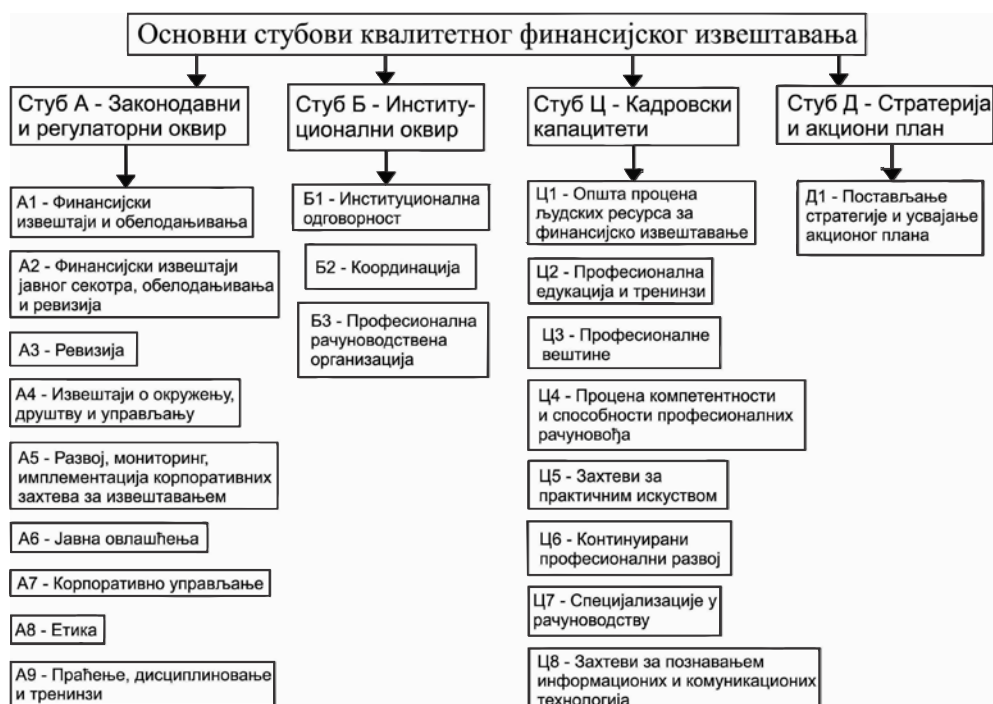 Основни стубови квалитетног финансијског извештавања
Стуб А - Законодавни
и регулаторни оквир
А1 - Финансијски
извештаји и обелодањивања
А2 - Финансијски извештаји
јавног секотра, обелодањивања
и ревизија
А3 - Ревизија
А4 - Извештаји о окружењу,
друштву и управљању
А5 - Развој, мониторинг,
имплементација корпоративних
захтева за извештавањем
А6 - Јавна овлашћења
А7 - Корпоративно управљање
А8 - Етика
А9 - Праћење, дисциплиновање
и тренинзи
Стуб Б - Институ-
ционални оквир
Б1 - Институционална
одговорност
Б2 - Координација
Б3 - Професионална
рачуноводствена
организација
Стуб Ц - Кадровски
капацитети
Ц1 - Општа процена
људских ресурса за
финансијско извештавање
Ц2 - Професионална
едукација и тренинзи
Ц3 - Професионалне
вештине
Ц4 - Процена компетентности
и способности професионалних
рачуновођа
Ц5 - Захтеви за
практичним искуством
Ц6 - Континуирани
професионални развој
Ц7 - Специјализације у
рачуноводству
Ц8 - Захтеви за познавањем
информационих и комуникационих
технологија
Стуб Д - Стратерија
и акциони план
Д1 - Постављање
стратегије и усвајање
акционог плана